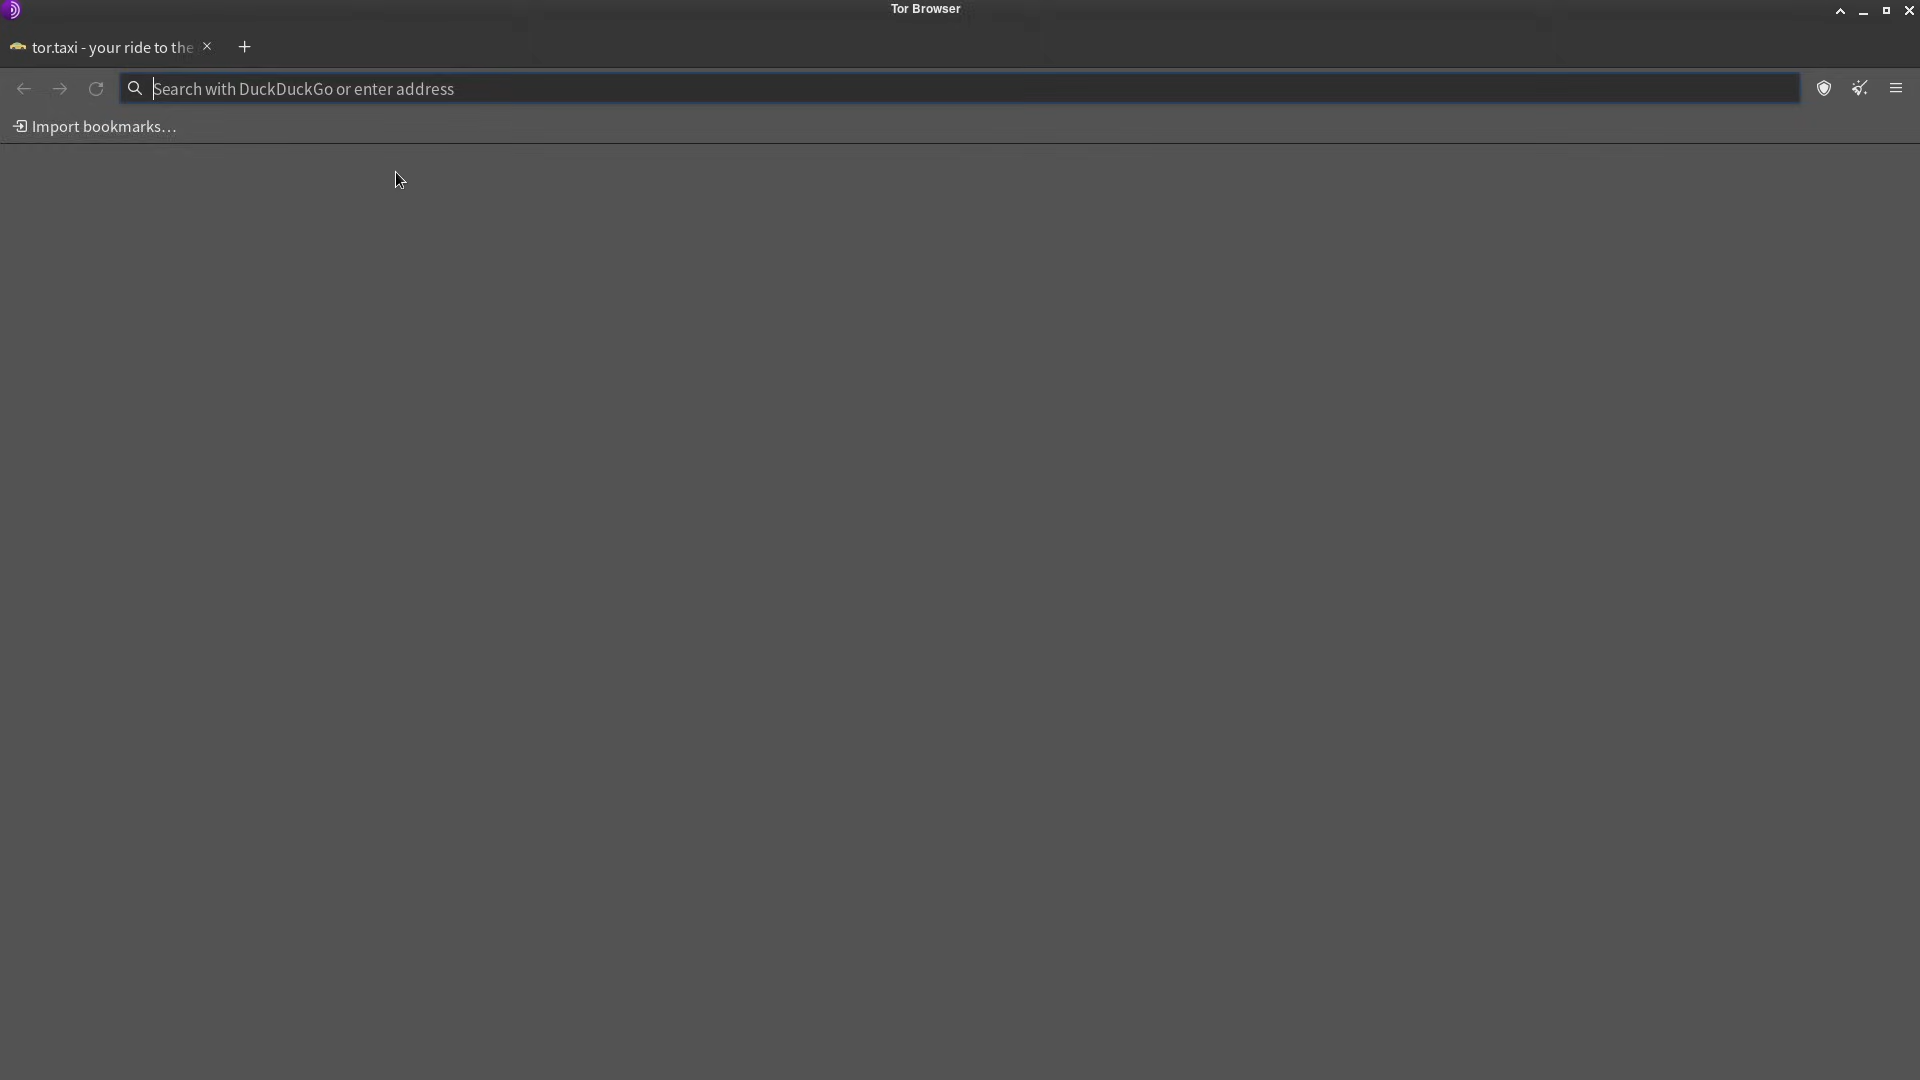 Tor Browser
tor.taxi - your ride to the
Search with DuckDuckGo or enter address
Import bookmarks…